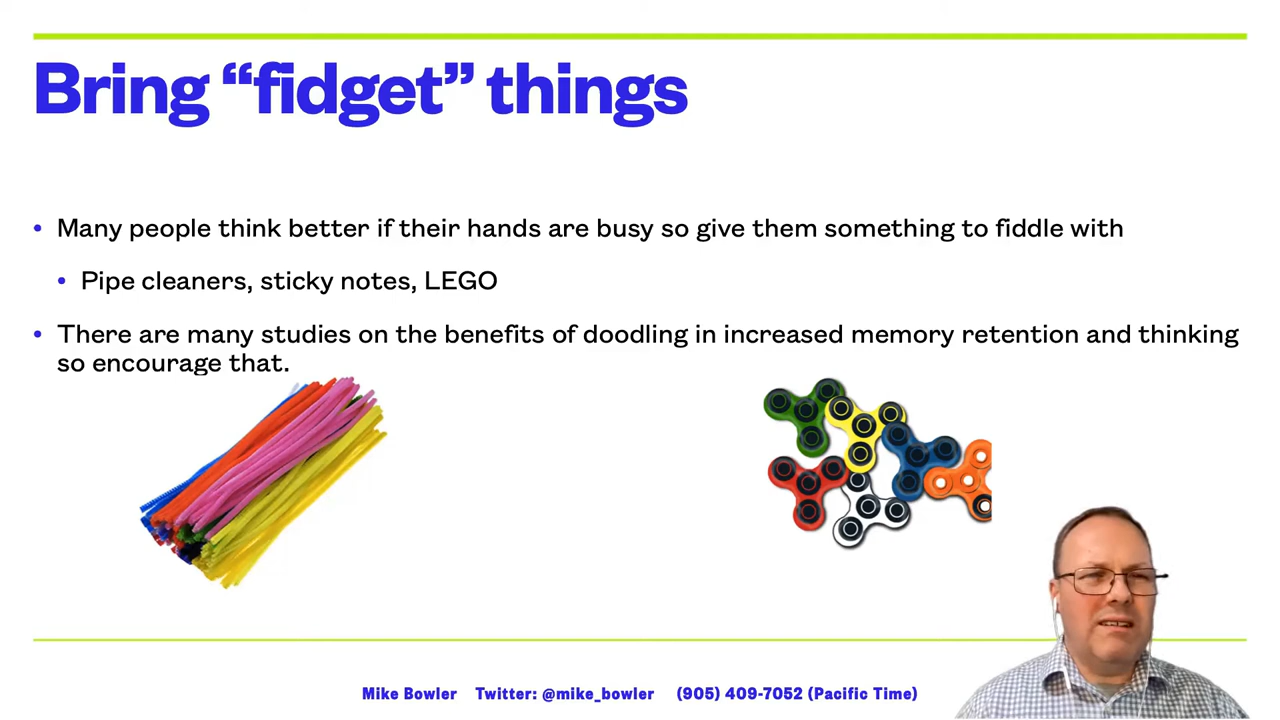 Bring “fidget” things
• Many people think better if their hands are busy so give them something to fiddle with
• Pipe cleaners, sticky notes, LEGO
• There are many studies on the benefits of doodling in increased memory retention and thinking
so encourage that.
Mike Bowler Twitter: @mike_bowler (905) 409-7052 (Pacific Time)